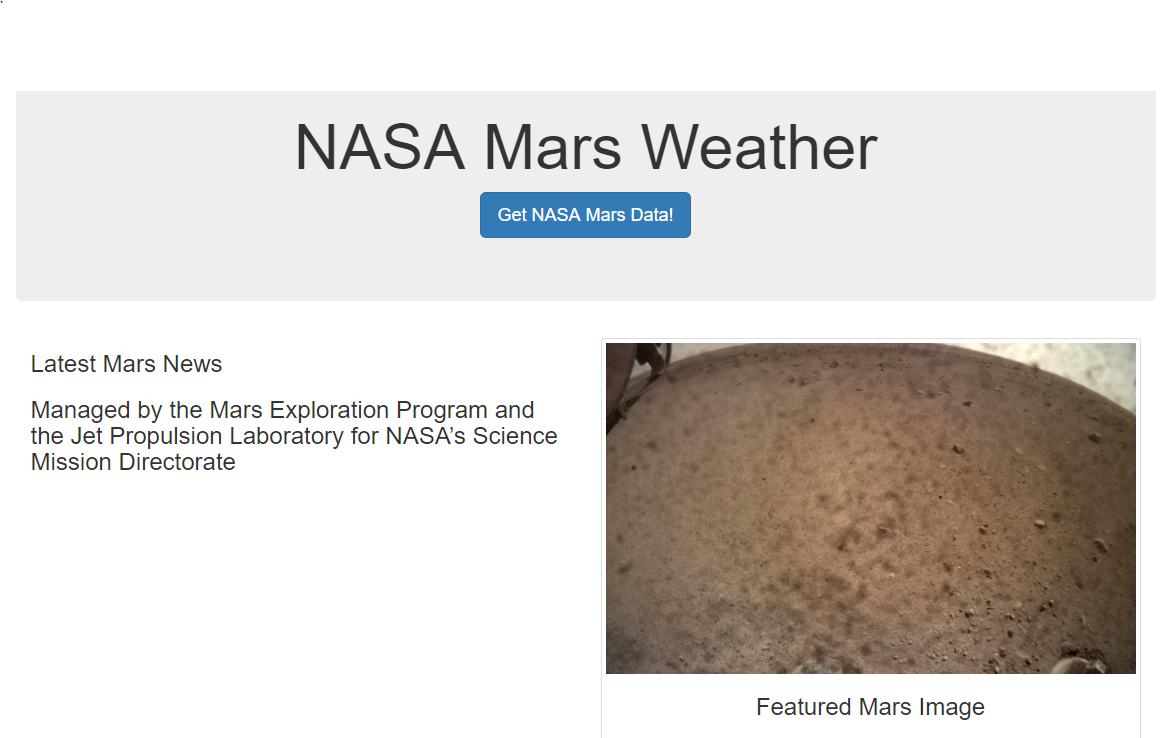 NASA Mars Weather
Get NASA Mars Data!
Latest Mars News
Managed by the Mars Exploration Program and
the Jet Propulsion Laboratory for NASA’s Science
Mission Directorate
Featured Mars Image